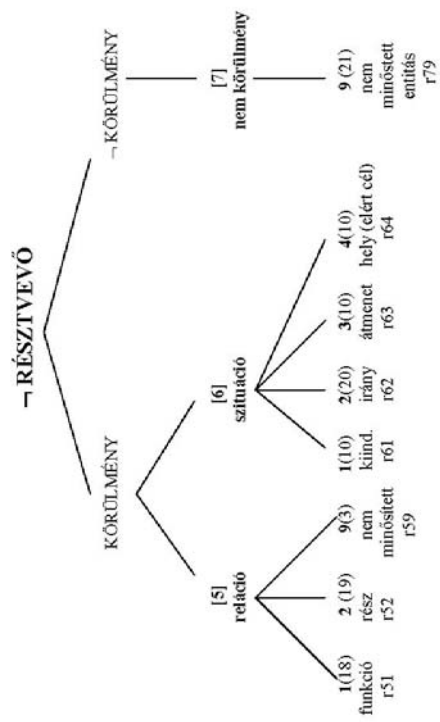 ¬ RÉSZTVEVŐ
KÖRÜLMÉNY
¬ KÖRÜLMÉNY
[5]
reláció
[6]
szituáció
[7]
nem körülmény
1(18)
funkció
r51
2 (19)
rész
r52
9(3)
nem
minősített
r59
1(10)
kiind.
r61
2(20)
irány
r62
3(10)
átmenet
r63
4(10)
hely (elért cél)
r64
9 (21)
nem
minőstett
entitás
r79